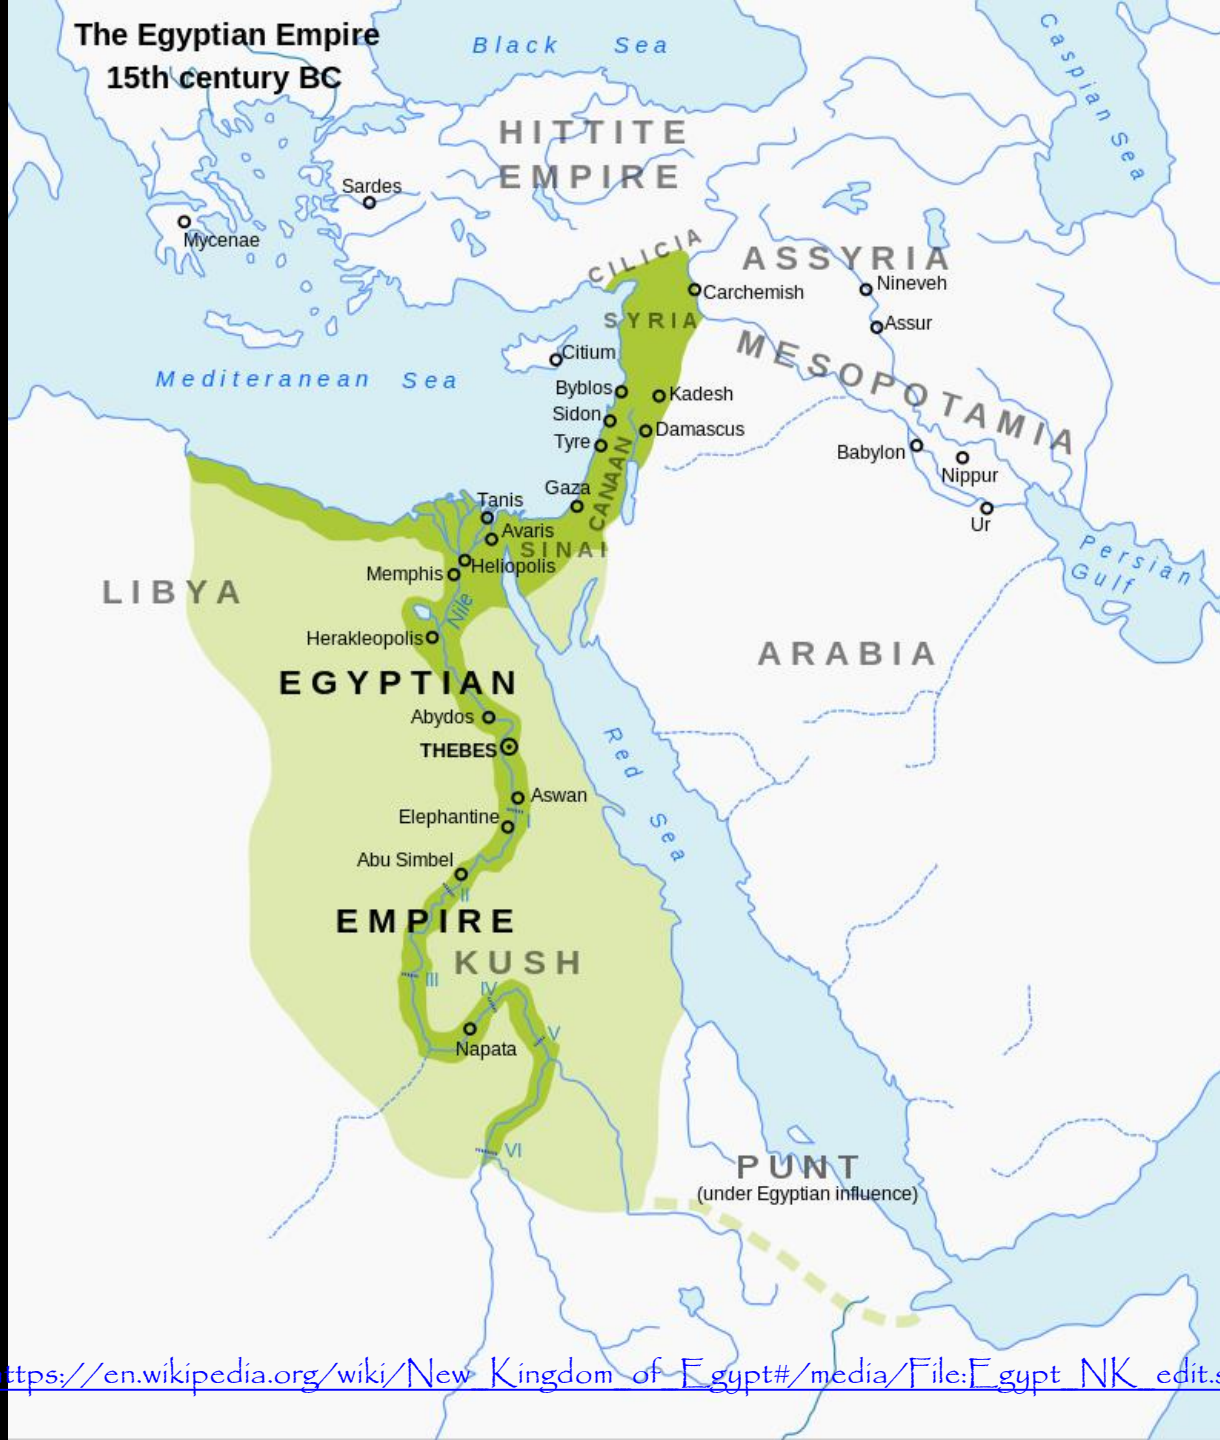 The Egyptian Empire
15th century BC
Black Sea
Caspian Sea
HITTITE
EMPIRE
Sardes
Mycenae
CILICIA
ASSYRIA
Nineveh
Carchemish
SYRIA
Assur
MESOPOTAMIA
Citium
Mediteranean Sea
Byblos
Kadesh
Sidon
Damascus
Tyre
CANAAN
Babylon
Nippur
Gaza
Tanis
Ur
Avaris
SINAI
Persian
Gulf
Heliopolis
Memphis
LIBYA
Nile
Herakleopolis
ARABIA
EGYPTIAN
Abydos
THEBES
Red Sea
Aswan
Elephantine
I
Abu Simbel
II
EMPIRE
KUSH
III
IV
V
Napata
VI
PUNT
(under Egyptian influence)
ttps://en.wikipedia.org/wiki/New_Kingdom_of_Egypt#/media/File:Egypt_NK_edit.s